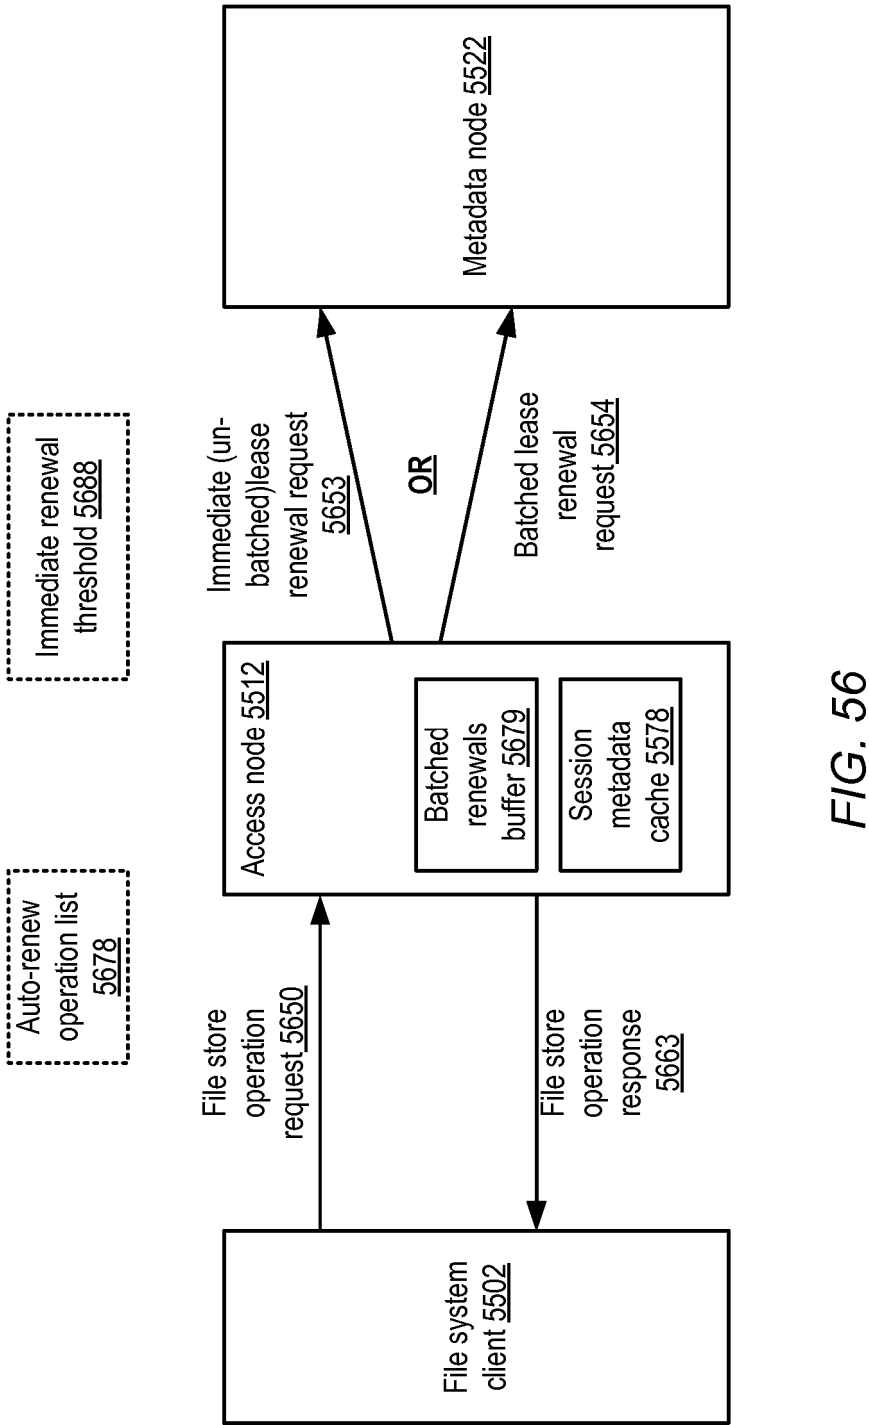 Auto-renew
operation list
5678
Immediate renewal
threshold 5688
File system
client 5502
File store
operation
request 5650
File store
operation
response
5663
Access node 5512
Batched
renewals
buffer 5679
Session
metadata
cache 5578
Immediate (un-
batched)lease
renewal request
5653
OR
Batched lease
renewal
request 5654
Metadata node 5522
FIG. 56